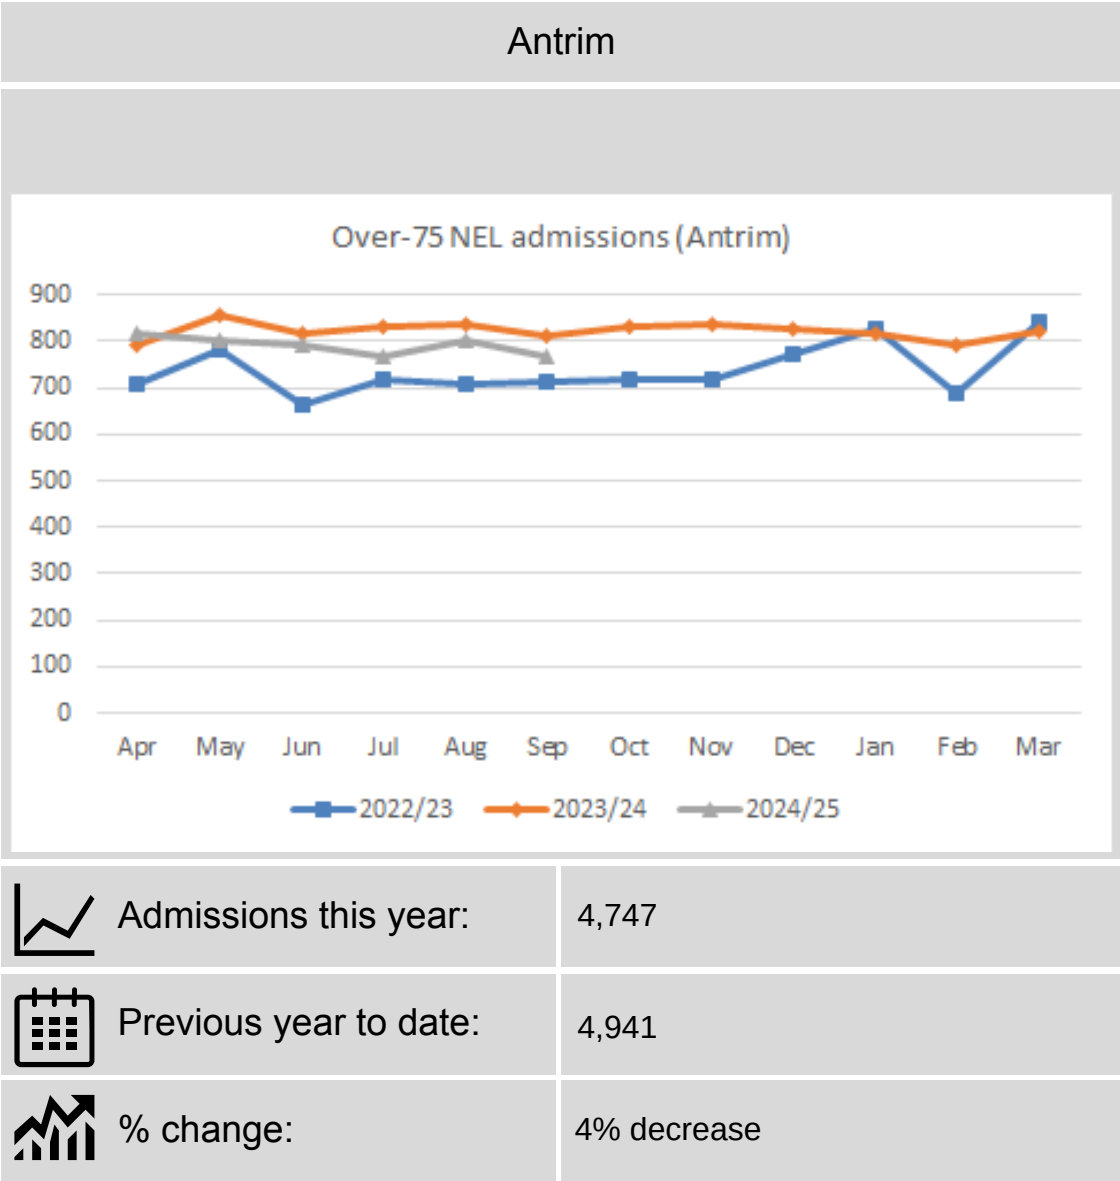 Antrim
Over-75 NEL admissions (Antrim)
900
800
700
600
500
400
300
200
100
0
Apr May Jun Jul Aug Sep Oct Nov Dec Jan Feb Mar
2022/23 2023/24 2024/25
Admissions this year: 4,747
Previous year to date: 4,941
% change: 4% decrease